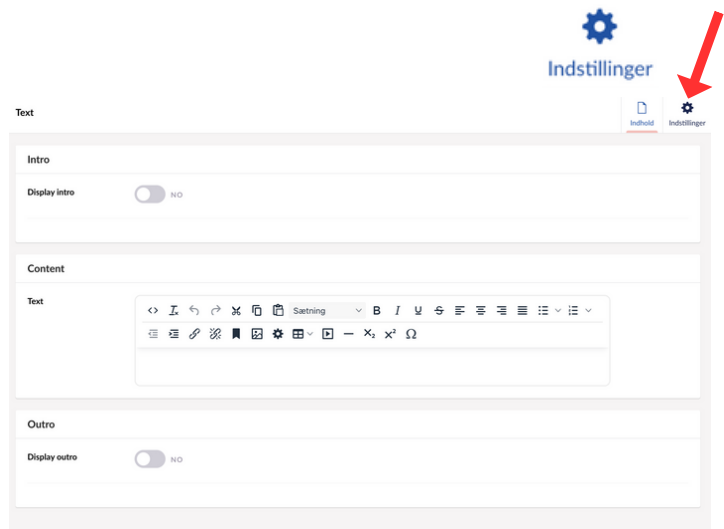 Indstillinger
Text
Indhold
Indstillinger
Intro
Display intro
NO
Content
Text
Sætning
Outro
Display outro
NO